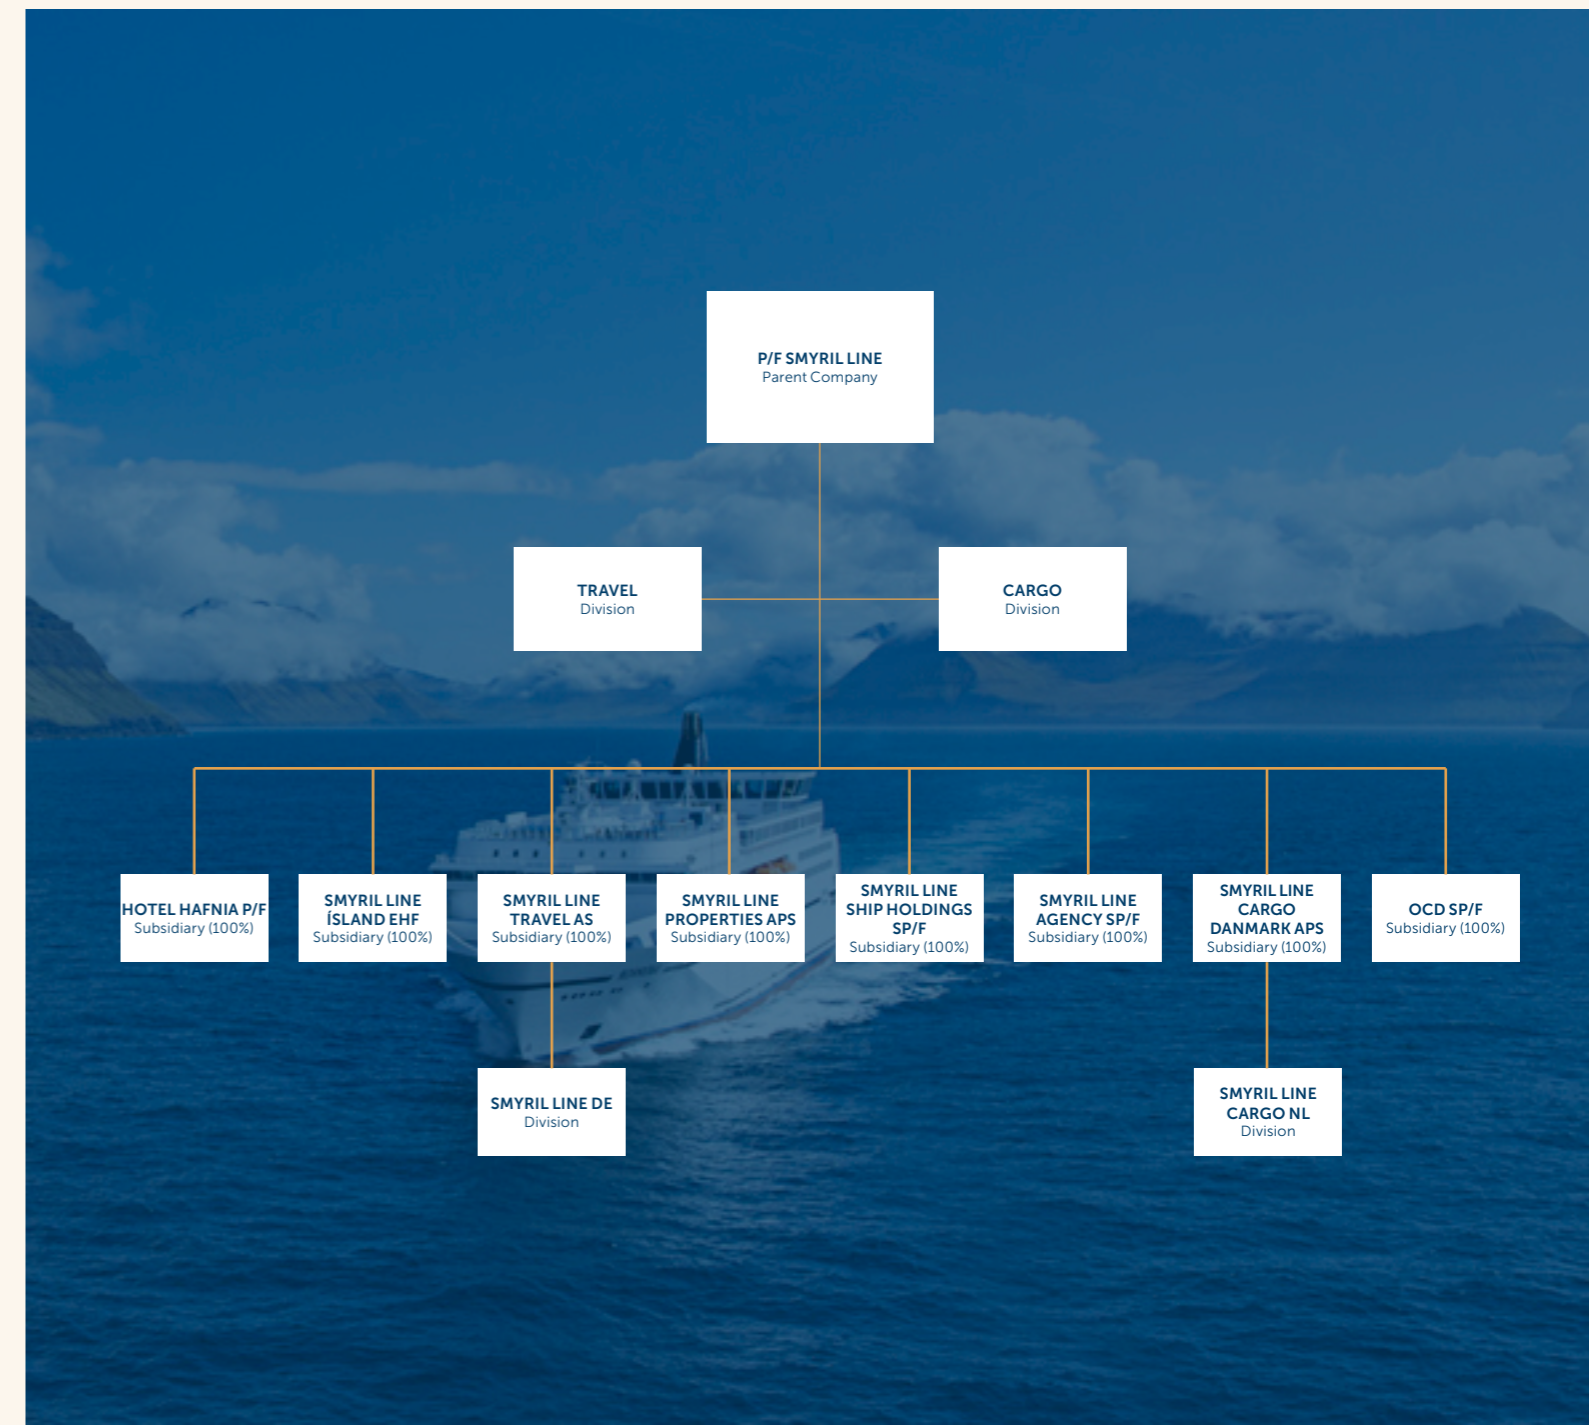 P/F SMYRIL LINE
Parent Company
TRAVEL
Division
CARGO
Division
HOTEL HAFNIA P/F
Subsidiary (100%)
SMYRIL LINE
ÍSLAND EHF
Subsidiary (100%)
SMYRIL LINE
TRAVEL AS
Subsidiary (100%)
SMYRIL LINE
PROPERTIES APS
Subsidiary (100%)
SMYRIL LINE
SHIP HOLDINGS
SP/F
Subsidiary (100%)
SMYRIL LINE
AGENCY SP/F
Subsidiary (100%)
SMYRIL LINE
CARGO
DANMARK APS
Subsidiary (100%)
OCD SP/F
Subsidiary (100%)
SMYRIL LINE DE
Division
SMYRIL LINE
CARGO NL
Division